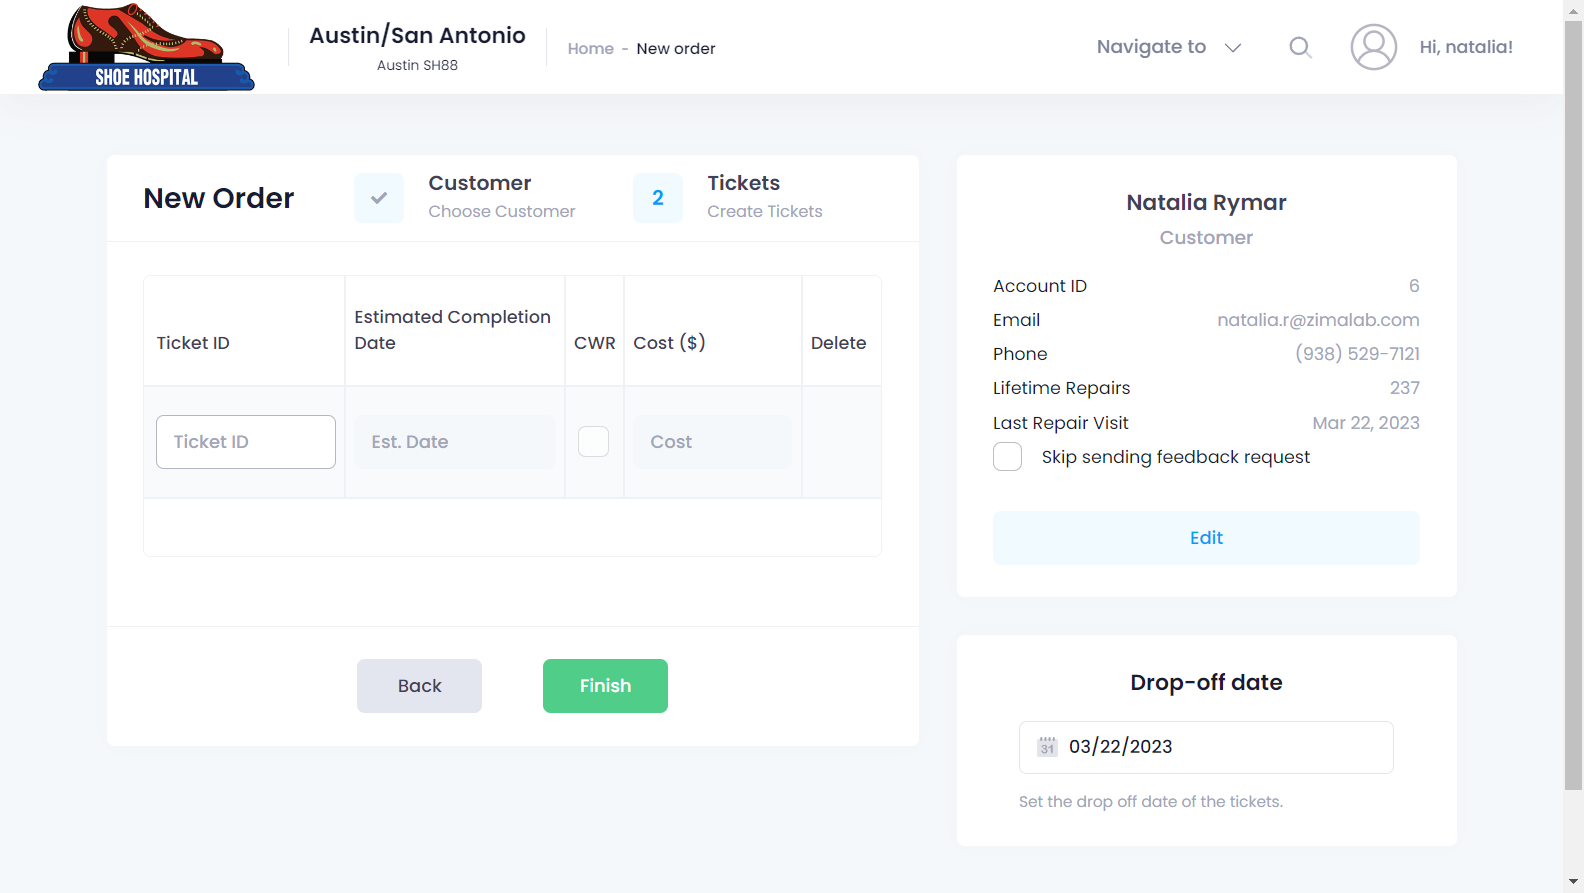 SHOE HOSPITAL
Austin/San Antonio
Austin SH88
Home - New order
Navigate to
Hi, natalia!
New Order
Customer
Choose Customer
2
Tickets
Create Tickets
Ticket ID
Estimated Completion
Date
CWR
Cost ($)
Delete
Ticket ID
Est. Date
Cost
Back
Finish
Natalia Rymar
Customer
Account ID 6
Email natalia.r@zimalab.com
Phone (938) 529-7121
Lifetime Repairs 237
Last Repair Visit Mar 22, 2023
Skip sending feedback request
Edit
Drop-off date
31 03/22/2023
Set the drop off date of the tickets.